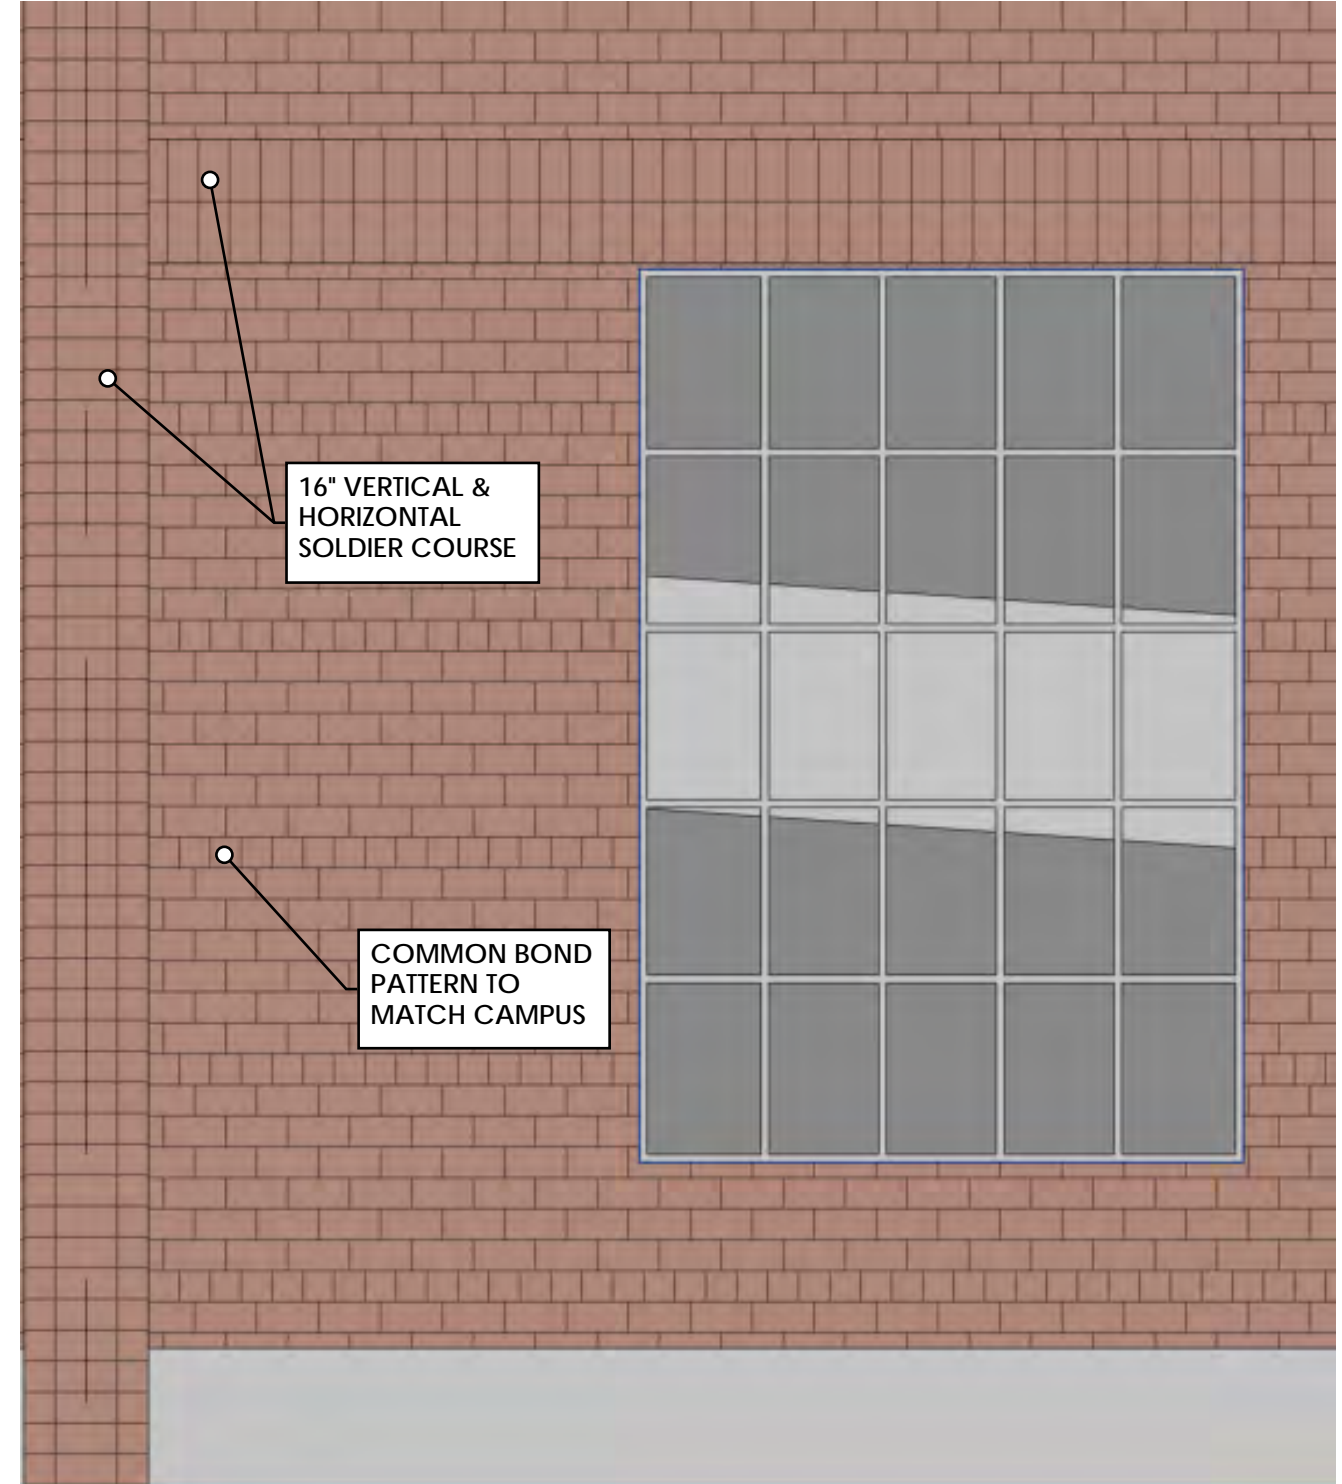 16" VERTICAL &
HORIZONTAL
SOLDIER COURSE
COMMON BOND
PATTERN TO
MATCH CAMPUS